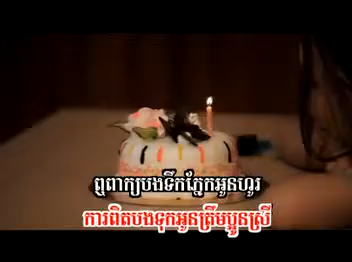 ឮពាក្យបងទឹកភ្នែកអូនហូរ
ការពិតបងទុកអូនត្រឹមប្អូនស្រី